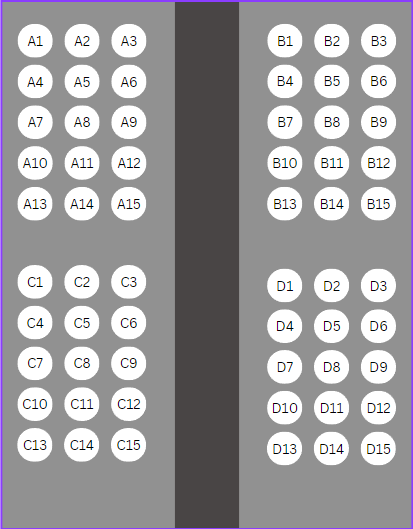 A1 A2 A3
A4 A5 A6
A7 A8 A9
A10 A11 A12
A13 A14 A15
B1 B2 B3
B4 B5 B6
B7 B8 B9
B10 B11 B12
B13 B14 B15
C1 C2 C3
C4 C5 C6
C7 C8 C9
C10 C11 C12
C13 C14 C15
D1 D2 D3
D4 D5 D6
D7 D8 D9
D10 D11 D12
D13 D14 D15